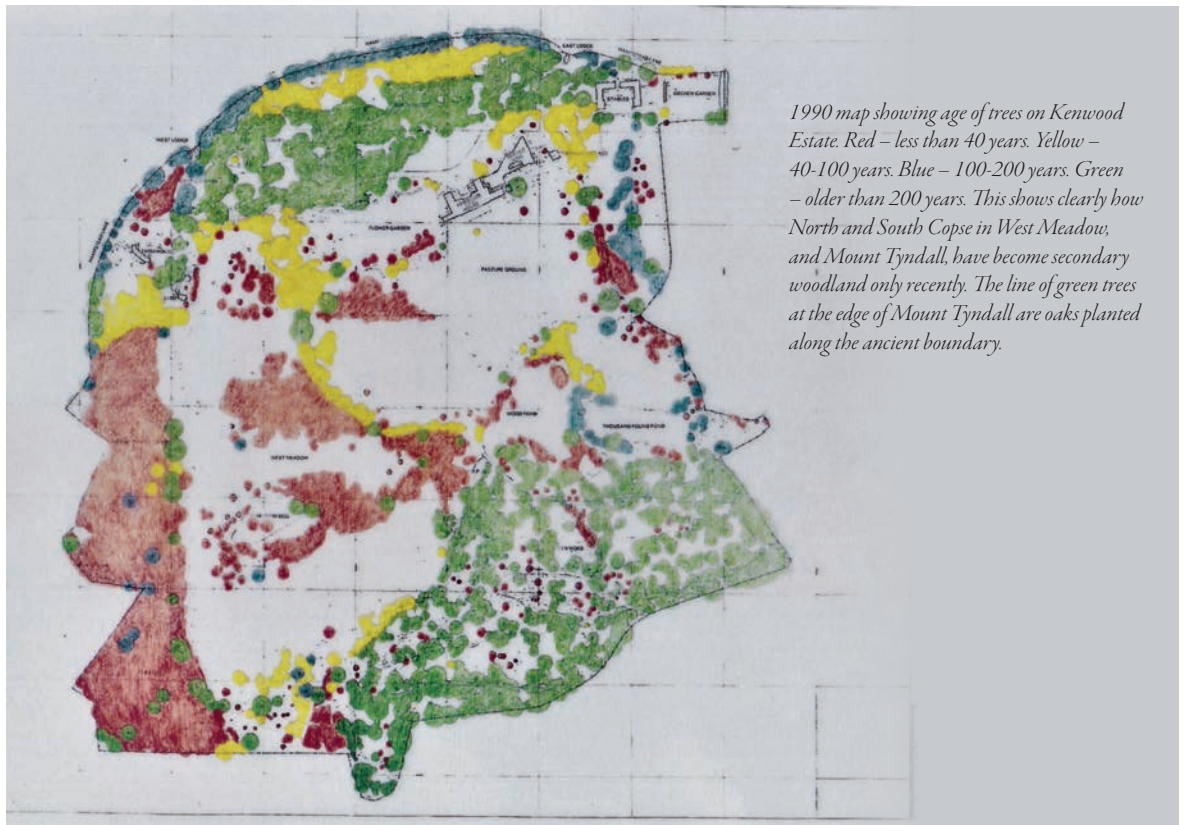 EAST LODGE
STABLES
KITCHEN GARDEN
WEST LODGE
FLOWER GARDEN
PASTURE GROUND
WOOD POND
THOUSAND POUND POND
WEST MEADOW
1990 map showing age of trees on Kenwood
Estate. Red – less than 40 years. Yellow –
40-100 years. Blue – 100-200 years. Green
– older than 200 years. This shows clearly how
North and South Copse in West Meadow,
and Mount Tyndall, have become secondary
woodland only recently. The line of green trees
at the edge of Mount Tyndall are oaks planted
along the ancient boundary.